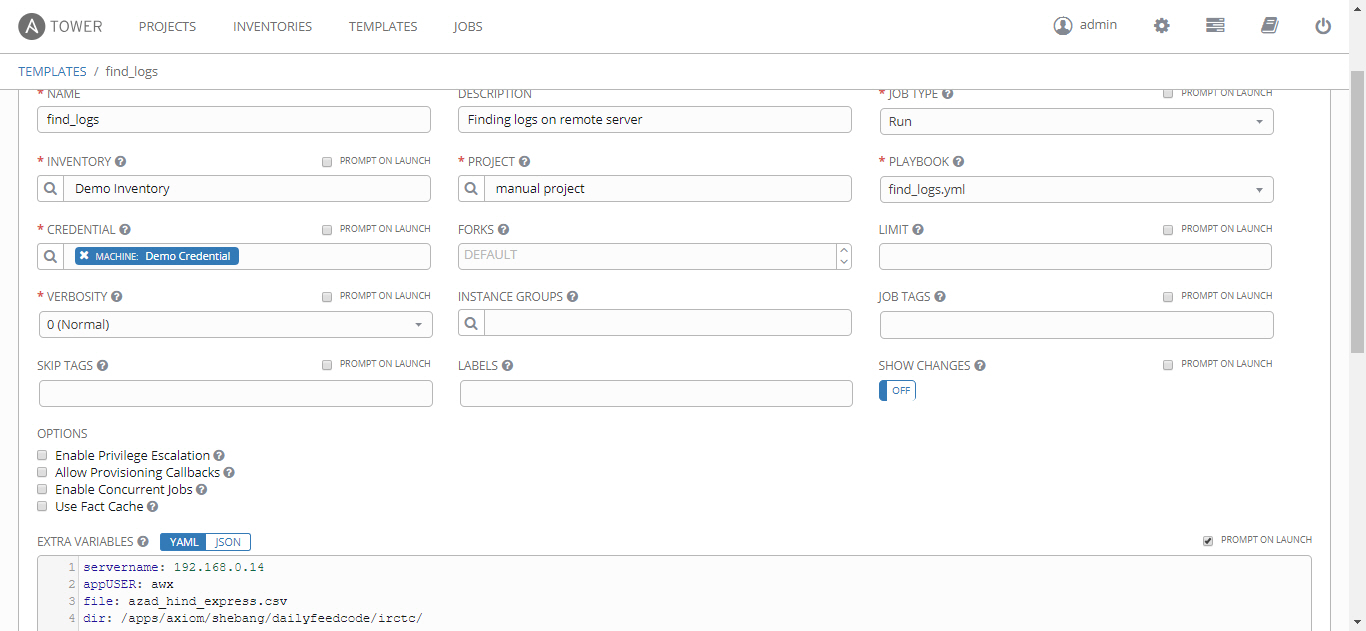 TOWER PROJECTS INVENTORIES TEMPLATES JOBS admin
TEMPLATES / find_logs
* NAME DESCRIPTION * JOB TYPE PROMPT ON LAUNCH
find_logs Finding logs on remote server Run
* INVENTORY PROMPT ON LAUNCH * PROJECT * PLAYBOOK
Demo Inventory manual project find_logs.yml
* CREDENTIAL PROMPT ON LAUNCH FORKS LIMIT PROMPT ON LAUNCH
MACHINE: Demo Credential DEFAULT
* VERBOSITY PROMPT ON LAUNCH INSTANCE GROUPS JOB TAGS PROMPT ON LAUNCH
0 (Normal)
SKIP TAGS PROMPT ON LAUNCH LABELS SHOW CHANGES PROMPT ON LAUNCH
OFF
OPTIONS
Enable Privilege Escalation
Allow Provisioning Callbacks
Enable Concurrent Jobs
Use Fact Cache
EXTRA VARIABLES YAML JSON PROMPT ON LAUNCH
1 servername: 192.168.0.14
2 appUSER: awx
3 file: azad_hind_express.csv
4 dir: /apps/axiom/shebang/dailyfeedcode/irctc/